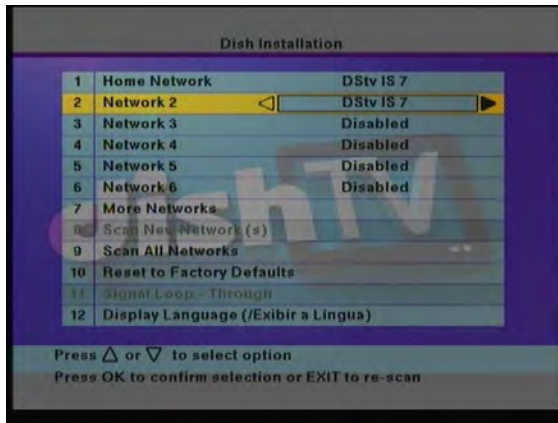 Dish Installation
1 Home Network DStv IS 7
2 Network 2 DStv IS 7
3 Network 3 Disabled
4 Network 4 Disabled
5 Network 5 Disabled
6 Network 6 Disabled
7 More Networks
8 Scan New Network (s)
9 Scan All Networks
10 Reset to Factory Defaults
11 Signal Loop - Through
12 Display Language (/Exibir a Lingua)
dishTV
Press △ or ▽ to select option
Press OK to confirm selection or EXIT to re-scan